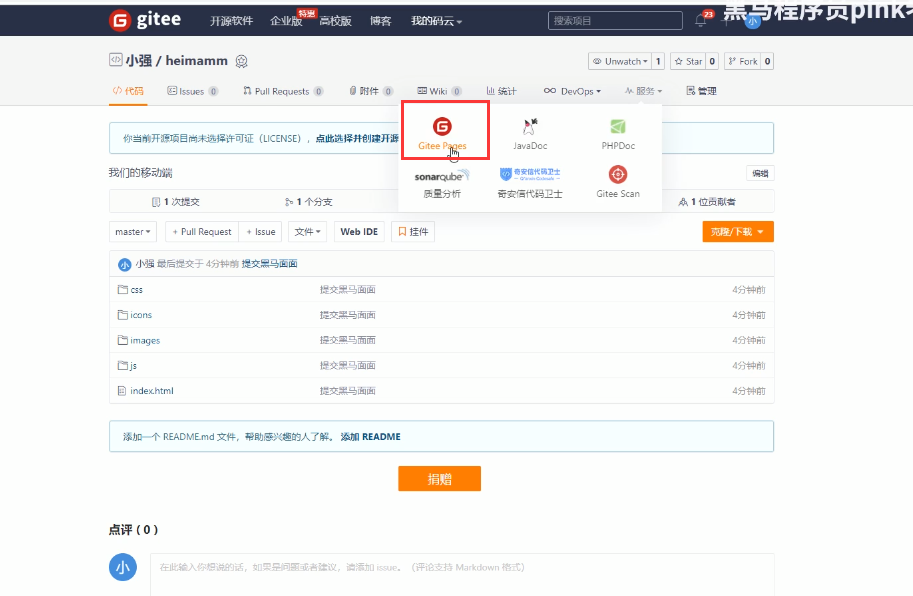 gitee 开源软件 企业版 特惠 高校版 博客 我的码云 搜索项目 23 小
黑马程序员pink
小强 / heimamm Unwatch 1 Star 0 Fork 0
代码 Issues 0 Pull Requests 0 附件 0 Wiki 0 统计 DevOps 服务 管理
Gitee Pages JavaDoc PHPDoc
sonarqube 奇安信代码卫士
质量分析 奇安信代码卫士 Gitee Scan
你当前开源项目尚未选择许可证（LICENSE），点此选择并创建开源
我们的移动端 编辑
1 次提交 1 个分支 1 位贡献者
master + Pull Request + Issue 文件 Web IDE 挂件 克隆/下载
小 小强 最后提交于 4分钟前 提交黑马面面
css 提交黑马面面 4分钟前
icons 提交黑马面面 4分钟前
images 提交黑马面面 4分钟前
js 提交黑马面面 4分钟前
index.html 提交黑马面面 4分钟前
添加一个 README.md 文件，帮助感兴趣的人了解。 添加 README
捐赠
点评 ( 0 )
小 在此输入你想说的话，如果是问题或者建议，请添加 issue。（评论支持 Markdown 格式）